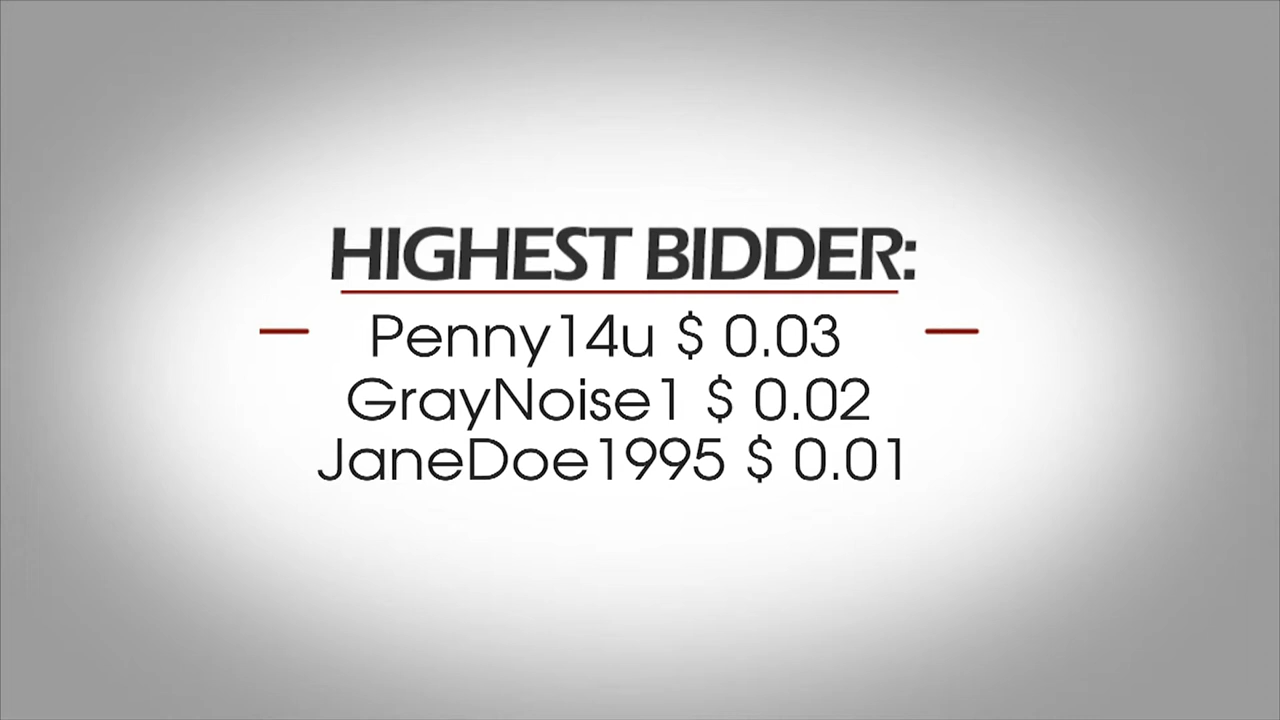 HIGHEST BIDDER:
Penny14u $ 0.03
GrayNoise1 $ 0.02
JaneDoe1995 $ 0.01